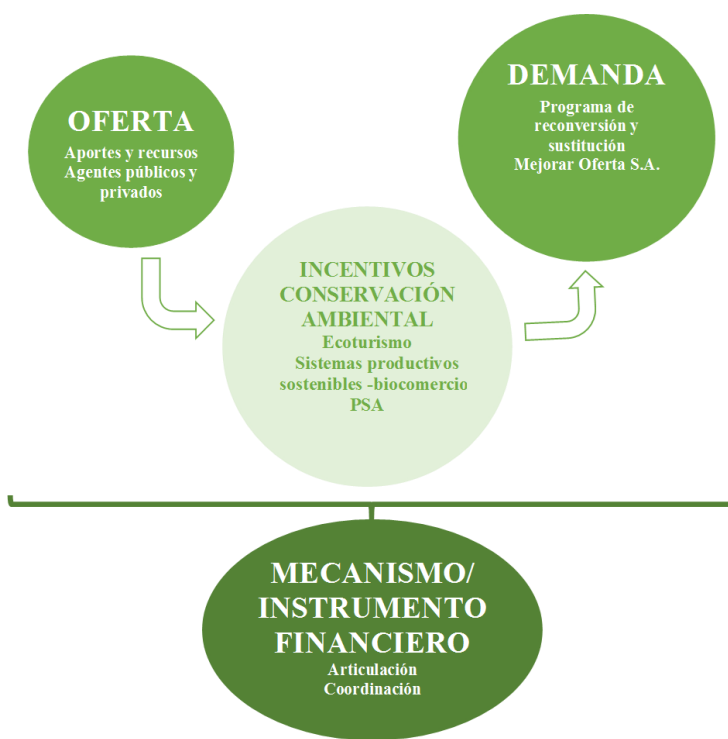 OFERTA
Aportes y recursos
Agentes públicos y
privados
DEMANDA
Programa de
reconversión y
sustitución
Mejorar Oferta S.A.
INCENTIVOS
CONSERVACIÓN
AMBIENTAL
Ecoturismo
Sistemas productivos
sostenibles -biocomercio
PSA
MECANISMO/
INSTRUMENTO
FINANCIERO
Articulación
Coordinación